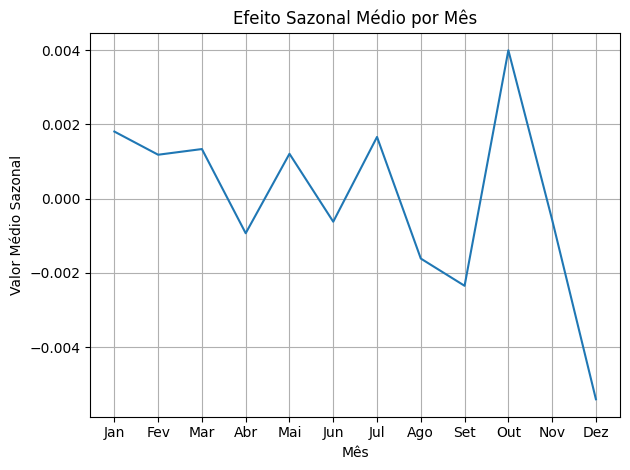 Efeito Sazonal Médio por Mês
Valor Médio Sazonal
0.004
0.002
0.000
−0.002
−0.004
Jan Fev Mar Abr Mai Jun Jul Ago Set Out Nov Dez
Mês